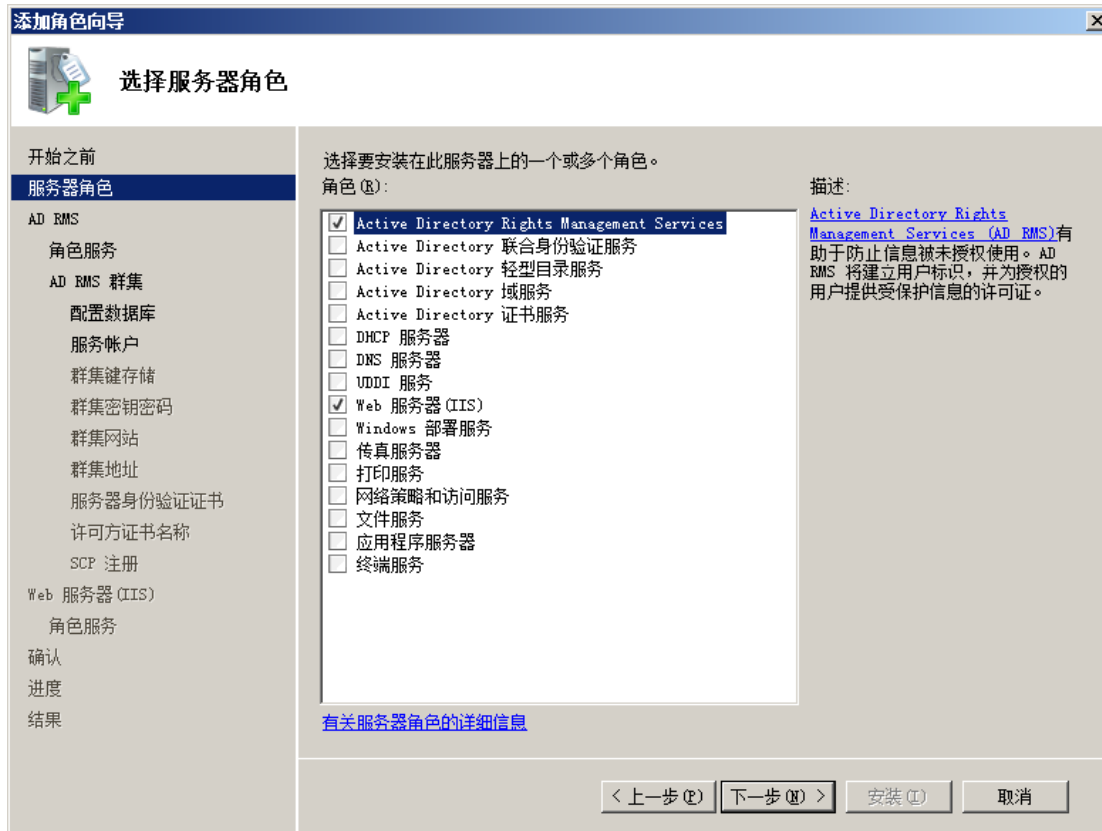 添加角色向导
选择服务器角色
开始之前
服务器角色
AD RMS
角色服务
AD RMS 群集
配置数据库
服务帐户
群集键存储
群集密钥密码
群集网站
群集地址
服务器身份验证证书
许可方证书名称
SCP 注册
Web 服务器(IIS)
角色服务
确认
进度
结果
选择要安装在此服务器上的一个或多个角色。
角色(R):
Active Directory Rights Management Services
Active Directory 联合身份验证服务
Active Directory 轻型目录服务
Active Directory 域服务
Active Directory 证书服务
DHCP 服务器
DNS 服务器
UDDI 服务
Web 服务器(IIS)
Windows 部署服务
传真服务器
打印服务
网络策略和访问服务
文件服务
应用程序服务器
终端服务
有关服务器角色的详细信息
描述:
Active Directory Rights
Management Services (AD RMS)有
助于防止信息被未授权使用。AD
RMS 将建立用户标识，并为授权的
用户提供受保护信息的许可证。
< 上一步(P)
下一步(N) >
安装(I)
取消